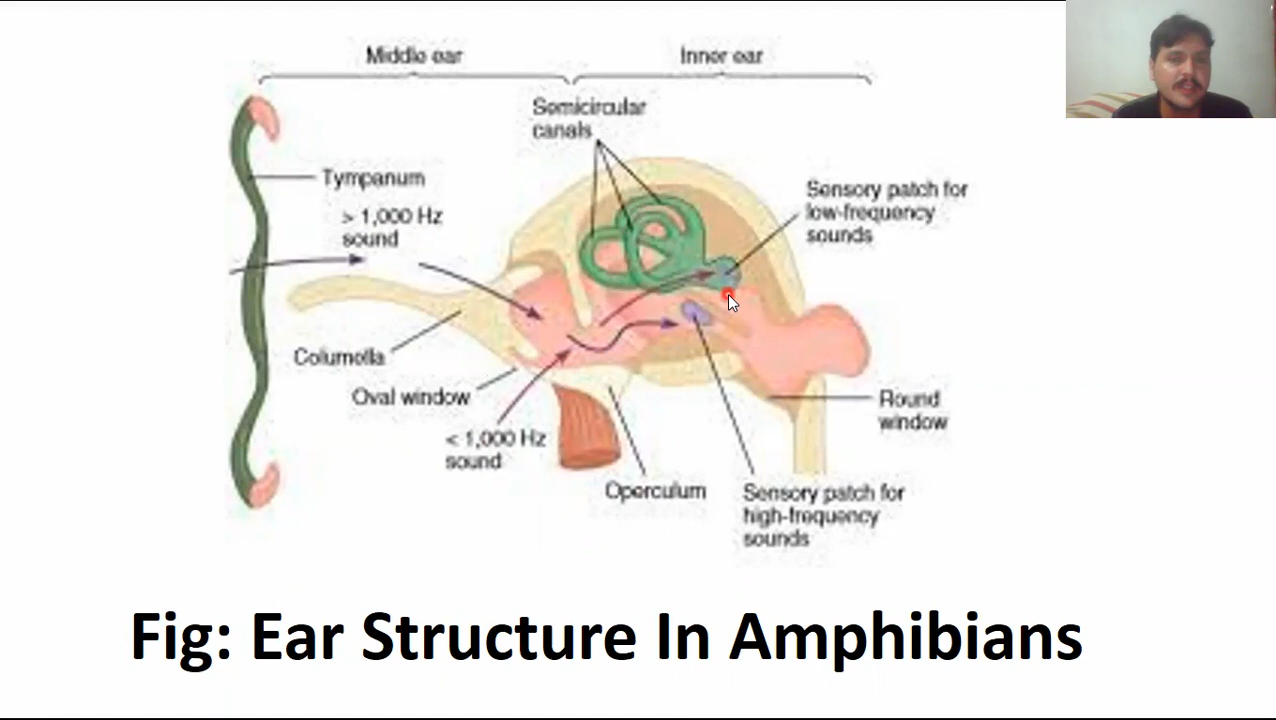 Middle ear
Inner ear
Semicircular
canals
Tympanum
> 1,000 Hz
sound
Sensory patch for
low-frequency
sounds
Columella
Oval window
< 1,000 Hz
sound
Round
window
Operculum
Sensory patch for
high-frequency
sounds
Fig: Ear Structure In Amphibians